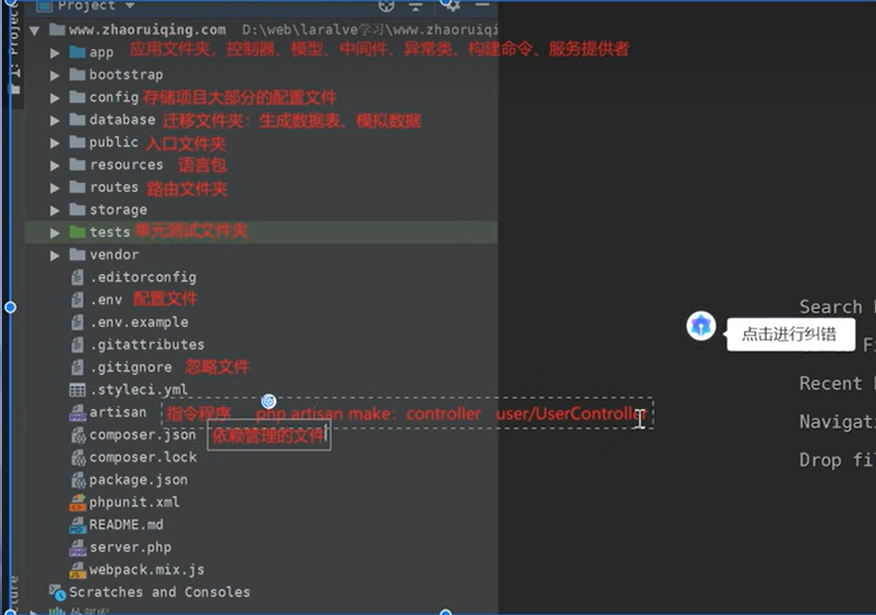 Project
Project
www.zhaoruiqing.com D:\web\laralve学习\www.zhaoruiqi
app 应用文件夹，控制器、模型、中间件、异常类、构建命令、服务提供者
bootstrap
config 存储项目大部分的配置文件
database 迁移文件夹：生成数据表、模拟数据
public 入口文件夹
resources 语言包
routes 路由文件夹
storage
tests 单元测试文件夹
vendor
.editorconfig
.env 配置文件
.env.example
.gitattributes
.gitignore 忽略文件
.styleci.yml
artisan 指令程序 php artisan make：controller user/UserController
composer.json 依赖管理的文件
composer.lock
package.json
phpunit.xml
README.md
server.php
webpack.mix.js
Scratches and Consoles
外部库
Search
点击进行纠错
Recent
Navigat
Drop fi